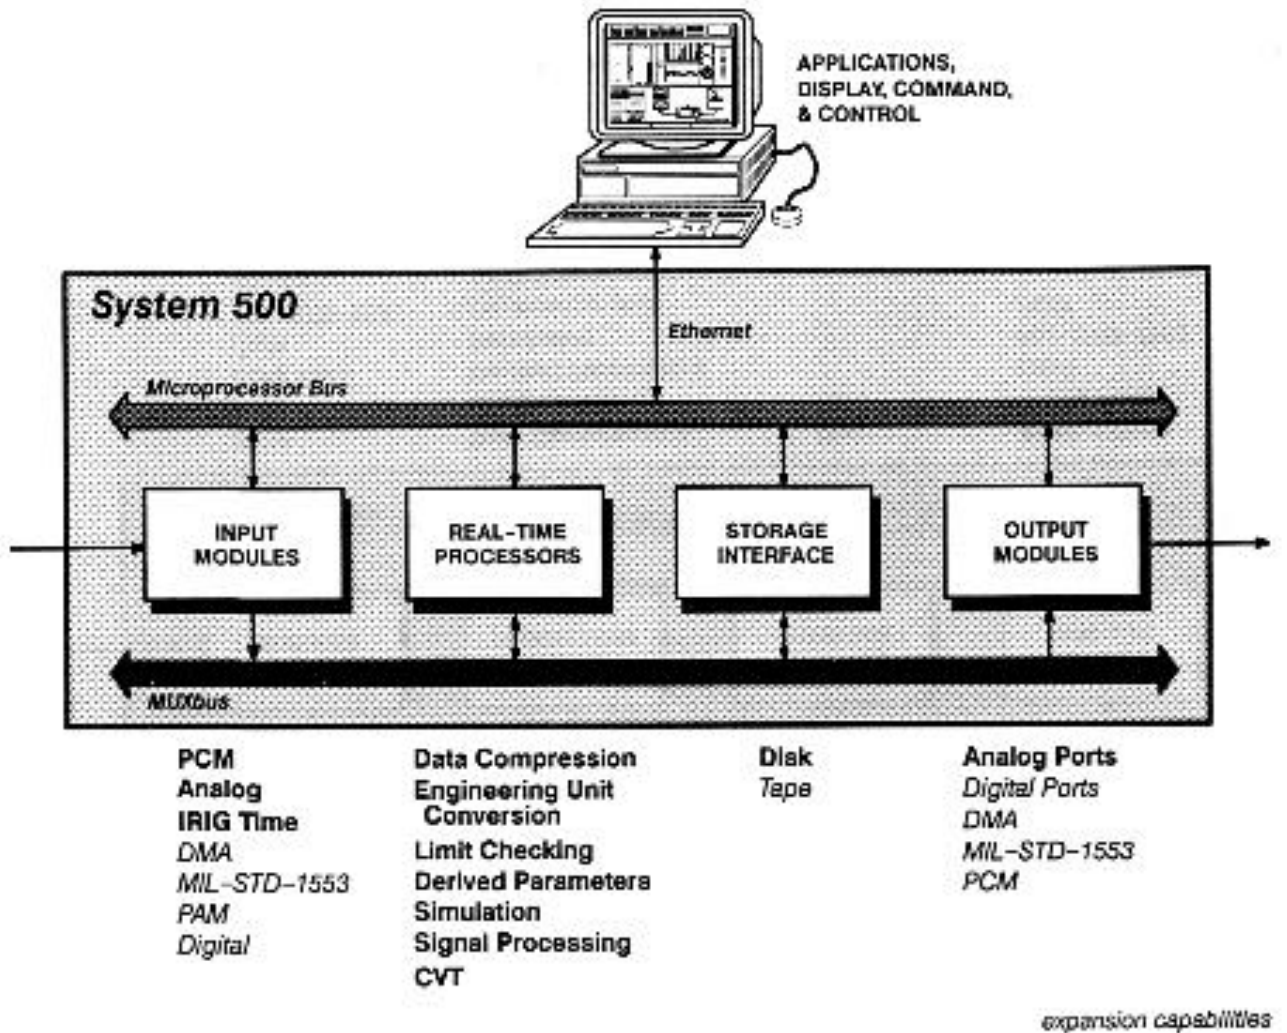 APPLICATIONS,
DISPLAY, COMMAND,
& CONTROL
System 500
Ethernet
Microprocessor Bus
INPUT
MODULES
REAL-TIME
PROCESSORS
STORAGE
INTERFACE
OUTPUT
MODULES
MUXbus
PCM
Analog
IRIG Time
DMA
MIL-STD-1553
PAM
Digital
Data Compression
Engineering Unit
Conversion
Limit Checking
Derived Parameters
Simulation
Signal Processing
CVT
Disk
Tape
Analog Ports
Digital Ports
DMA
MIL-STD-1553
PCM
expansion capabilities